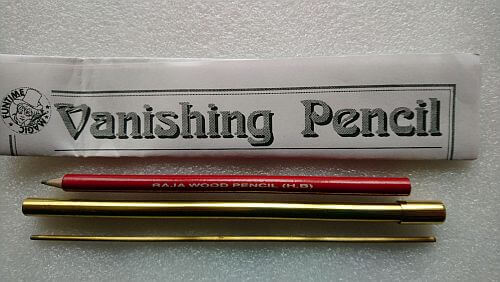 FUNTIME MAGIC
Vanishing Pencil
RAJA WOOD PENCIL (H.B)